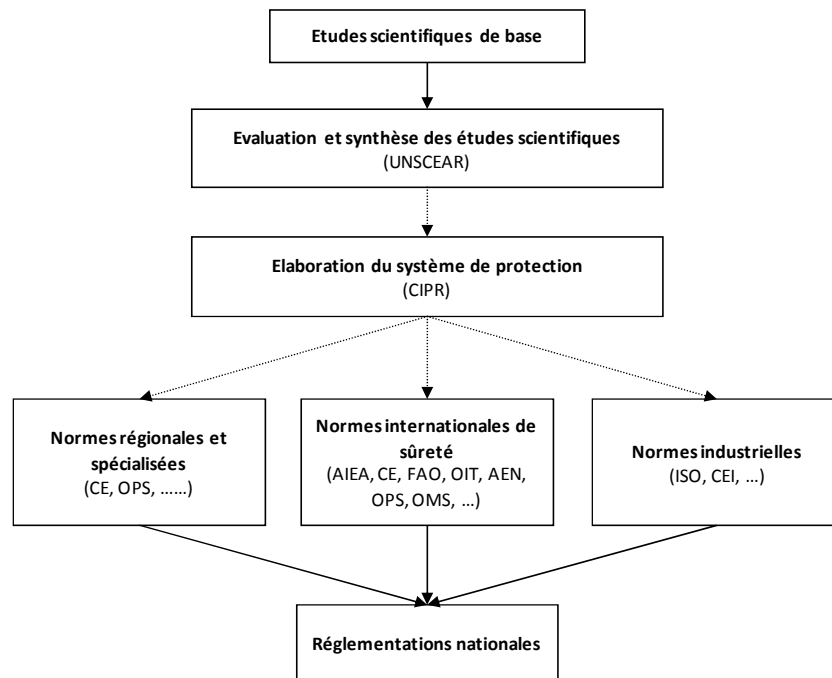 Etudes scientifiques de base
Evaluation et synthèse des études scientifiques
(UNSCEAR)
Elaboration du système de protection
(CIPR)
Normes régionales et
spécialisées
(CE, OPS, ......)
Normes internationales de
sûreté
(AIEA, CE, FAO, OIT, AEN,
OPS, OMS, ...)
Normes industrielles
(ISO, CEI, ...)
Réglementations nationales